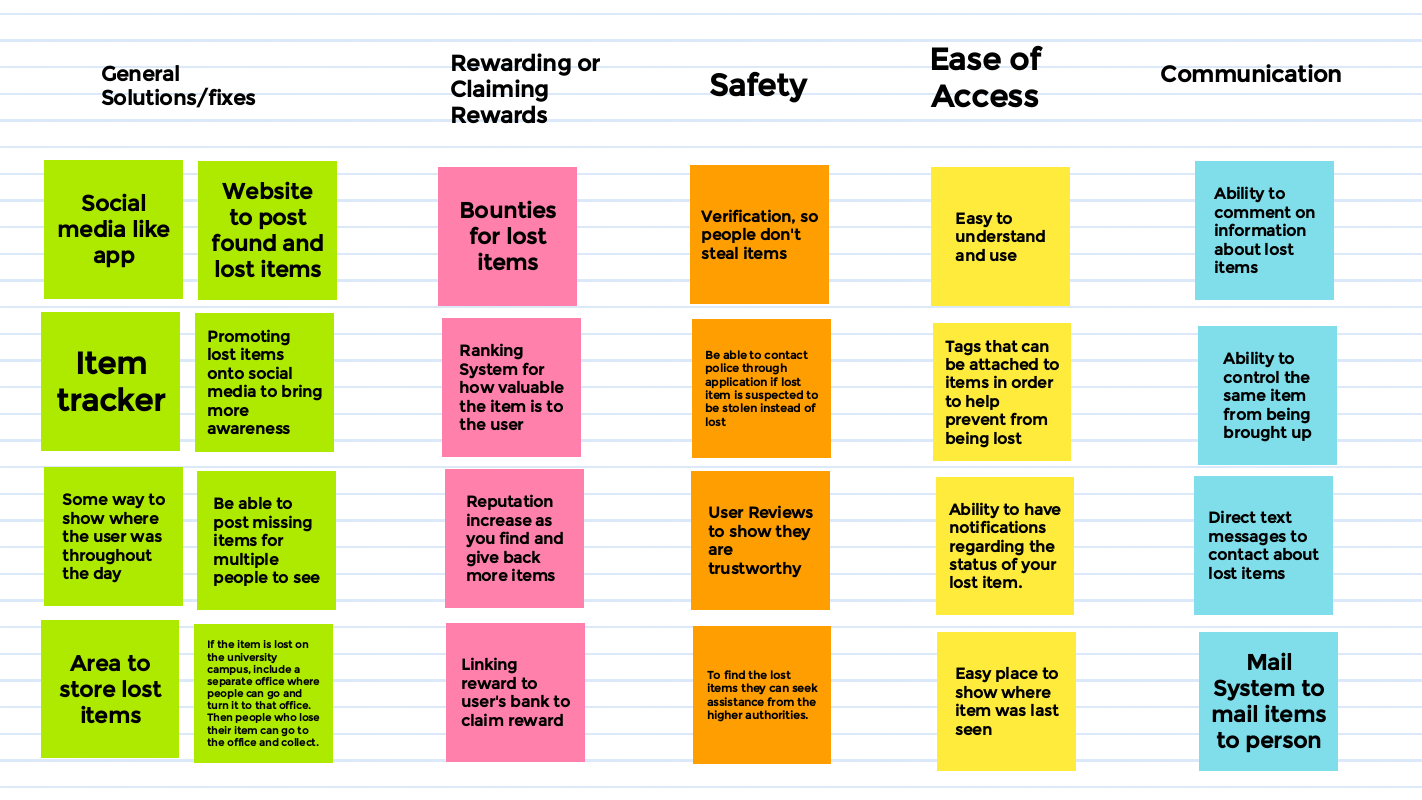 General
Solutions/fixes
Rewarding or
Claiming
Rewards
Safety
Ease of
Access
Communication
Social
media like
app
Website
to post
found and
lost items
Item
tracker
Promoting
lost items
onto social
media to bring
more
awareness
Some way to
show where
the user was
throughout
the day
Be able to
post missing
items for
multiple
people to see
Area to
store lost
items
If the item is lost on
the university
campus, include a
separate office where
people can go and
turn it to that office.
Then people who lose
their item can go to
the office and collect.
Bounties
for lost
items
Ranking
System for
how valuable
the item is to
the user
Reputation
increase as
you find and
give back
more items
Linking
reward to
user's bank to
claim reward
Verification, so
people don't
steal items
Be able to contact
police through
application if lost
item is suspected to
be stolen instead of
lost
User Reviews
to show they
are
trustworthy
To find the lost
items they can seek
assistance from the
higher authorities.
Easy to
understand
and use
Tags that can
be attached to
items in order
to help
prevent from
being lost
Ability to have
notifications
regarding the
status of your
lost item.
Easy place to
show where
item was last
seen
Ability to
comment on
information
about lost
items
Ability to
control the
same item
from being
brought up
Direct text
messages to
contact about
lost items
Mail
System to
mail items
to person